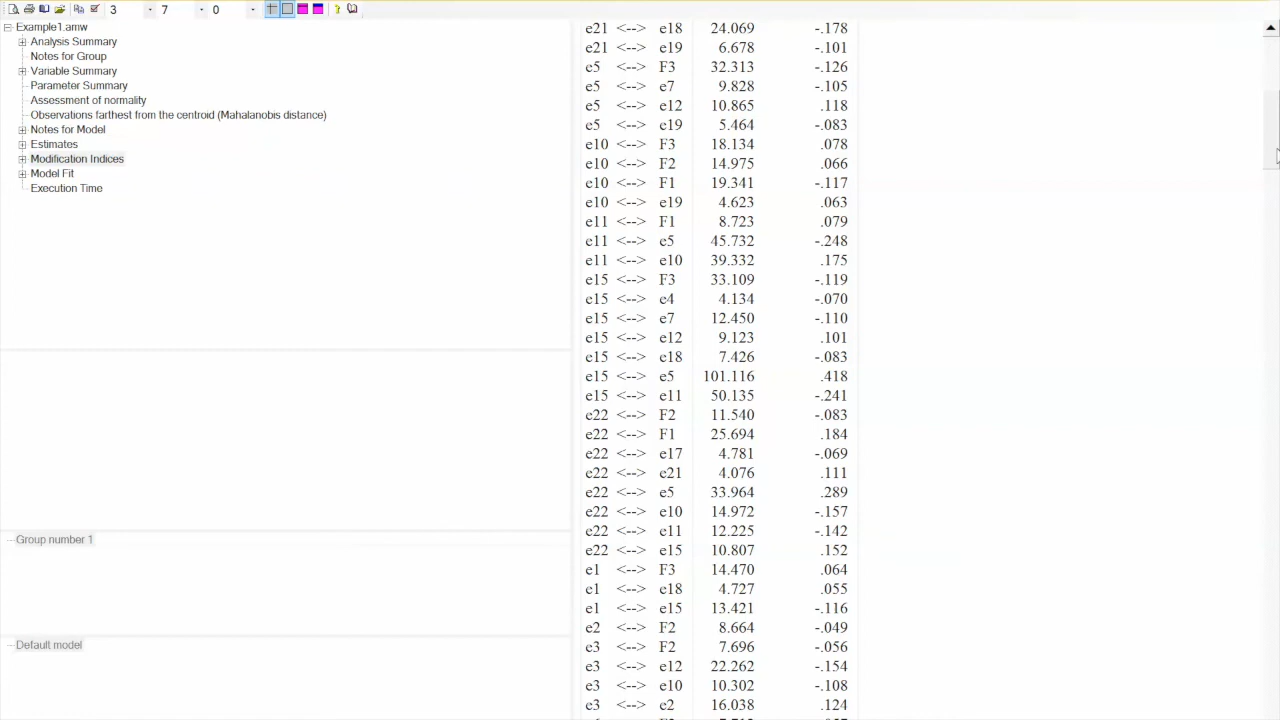 3 7 0
Example1.amw
Analysis Summary
Notes for Group
Variable Summary
Parameter Summary
Assessment of normality
Observations farthest from the centroid (Mahalanobis distance)
Notes for Model
Estimates
Modification Indices
Model Fit
Execution Time
Group number 1
Default model
e21 <--> e18 24.069 -.178
e21 <--> e19 6.678 -.101
e5 <--> F3 32.313 -.126
e5 <--> e7 9.828 -.105
e5 <--> e12 10.865 .118
e5 <--> e19 5.464 -.083
e10 <--> F3 18.134 .078
e10 <--> F2 14.975 .066
e10 <--> F1 19.341 -.117
e10 <--> e19 4.623 .063
e11 <--> F1 8.723 .079
e11 <--> e5 45.732 -.248
e11 <--> e10 39.332 .175
e15 <--> F3 33.109 -.119
e15 <--> e4 4.134 -.070
e15 <--> e7 12.450 -.110
e15 <--> e12 9.123 .101
e15 <--> e18 7.426 -.083
e15 <--> e5 101.116 .418
e15 <--> e11 50.135 -.241
e22 <--> F2 11.540 -.083
e22 <--> F1 25.694 .184
e22 <--> e17 4.781 -.069
e22 <--> e21 4.076 .111
e22 <--> e5 33.964 .289
e22 <--> e10 14.972 -.157
e22 <--> e11 12.225 -.142
e22 <--> e15 10.807 .152
e1 <--> F3 14.470 .064
e1 <--> e18 4.727 .055
e1 <--> e15 13.421 -.116
e2 <--> F2 8.664 -.049
e3 <--> F2 7.696 -.056
e3 <--> e12 22.262 -.154
e3 <--> e10 10.302 -.108
e3 <--> e2 16.038 .124